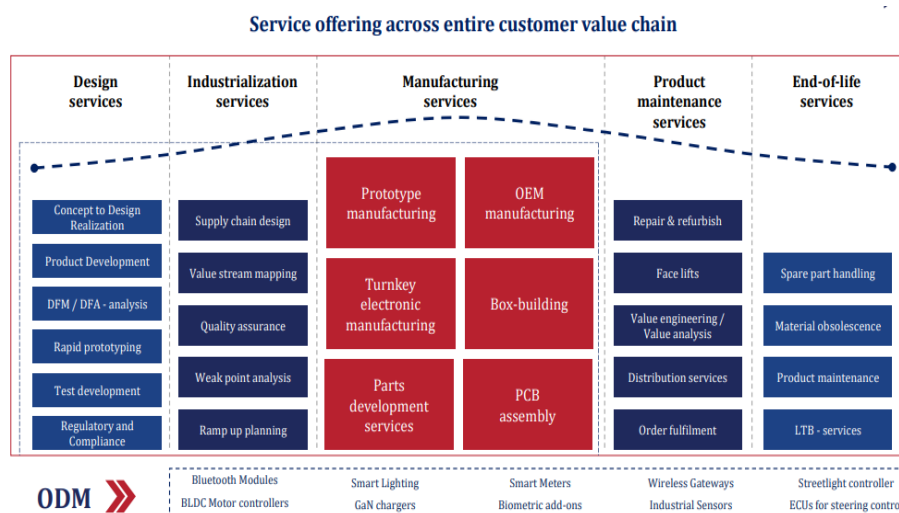 Service offering across entire customer value chain
Design
services
Industrialization
services
Manufacturing
services
Product
maintenance
services
End-of-life
services
Concept to Design
Realization
Product Development
DFM / DFA - analysis
Rapid prototyping
Test development
Regulatory and
Compliance
Supply chain design
Value stream mapping
Quality assurance
Weak point analysis
Ramp up planning
Prototype
manufacturing
OEM
manufacturing
Turnkey
electronic
manufacturing
Box-building
Parts
development
services
PCB
assembly
Repair & refurbish
Face lifts
Value engineering /
Value analysis
Distribution services
Order fulfilment
Spare part handling
Material obsolescence
Product maintenance
LTB - services
ODM
Bluetooth Modules
Smart Lighting
Smart Meters
Wireless Gateways
Streetlight controller
BLDC Motor controllers
GaN chargers
Biometric add-ons
Industrial Sensors
ECUs for steering